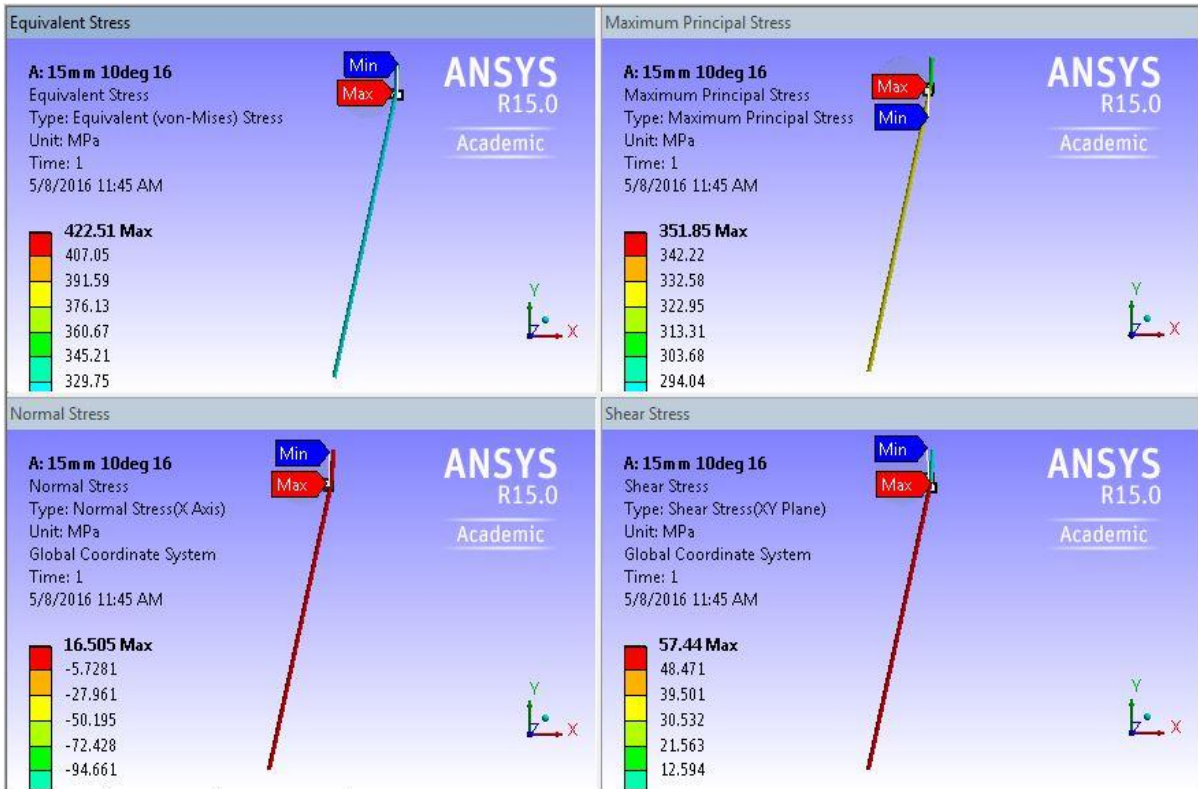 Equivalent Stress
A: 15mm 10deg 16
Equivalent Stress
Type: Equivalent (von-Mises) Stress
Unit: MPa
Time: 1
5/8/2016 11:45 AM
422.51 Max
407.05
391.59
376.13
360.67
345.21
329.75
Min
Max
ANSYS
R15.0
Academic
Y
Z
X
Maximum Principal Stress
A: 15mm 10deg 16
Maximum Principal Stress
Type: Maximum Principal Stress
Unit: MPa
Time: 1
5/8/2016 11:45 AM
351.85 Max
342.22
332.58
322.95
313.31
303.68
294.04
Max
Min
ANSYS
R15.0
Academic
Y
Z
X
Normal Stress
A: 15mm 10deg 16
Normal Stress
Type: Normal Stress(X Axis)
Unit: MPa
Global Coordinate System
Time: 1
5/8/2016 11:45 AM
16.505 Max
-5.7281
-27.961
-50.195
-72.428
-94.661
Min
Max
ANSYS
R15.0
Academic
Y
Z
X
Shear Stress
A: 15mm 10deg 16
Shear Stress
Type: Shear Stress(XY Plane)
Unit: MPa
Global Coordinate System
Time: 1
5/8/2016 11:45 AM
57.44 Max
48.471
39.501
30.532
21.563
12.594
Min
Max
ANSYS
R15.0
Academic
Y
Z
X